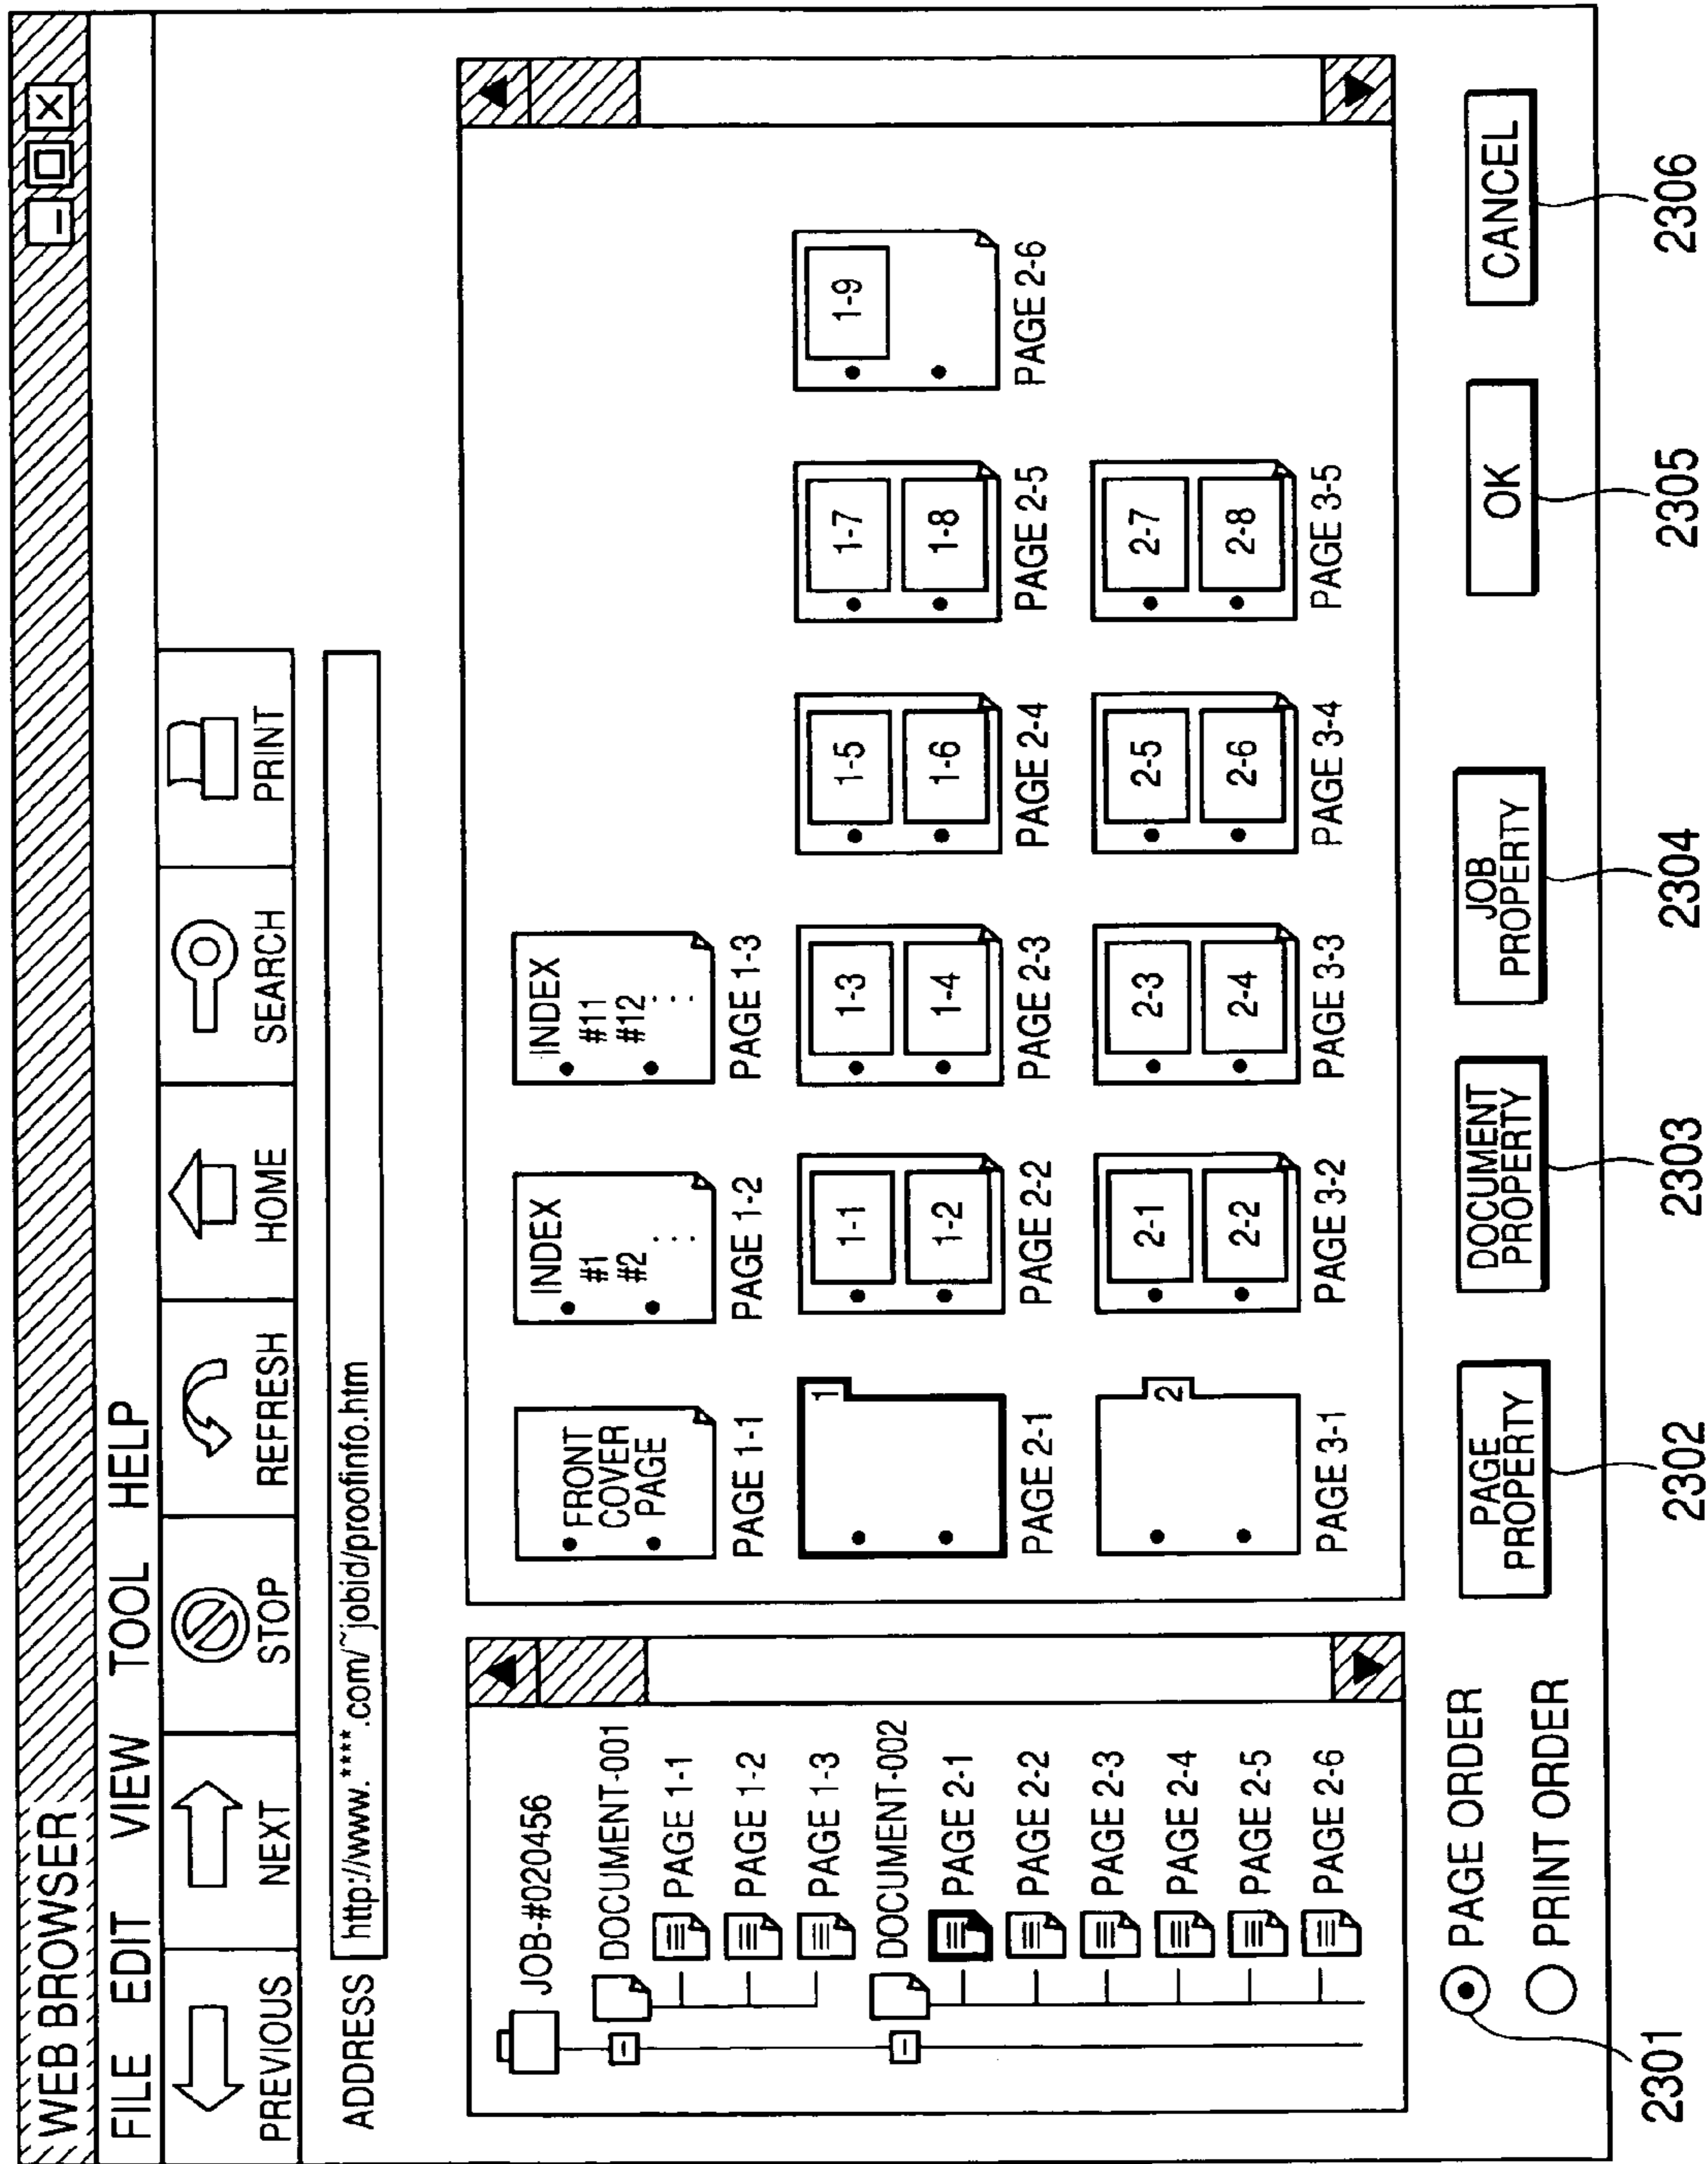 WEB BROWSER
FILE EDIT VIEW TOOL HELP
PREVIOUS NEXT STOP REFRESH HOME SEARCH PRINT
ADDRESS http://www.****.com/~jobid/proofinfo.htm
JOB-#020456
DOCUMENT-001
PAGE 1-1
PAGE 1-2
PAGE 1-3
DOCUMENT-002
PAGE 2-1
PAGE 2-2
PAGE 2-3
PAGE 2-4
PAGE 2-5
PAGE 2-6
FRONT
COVER
PAGE
PAGE 1-1
INDEX
#1
#2
PAGE 1-2
INDEX
#11
#12
PAGE 1-3
1
PAGE 2-1
1-1
1-2
PAGE 2-2
1-3
1-4
PAGE 2-3
1-5
1-6
PAGE 2-4
1-7
1-8
PAGE 2-5
1-9
PAGE 2-6
2
PAGE 3-1
2-1
2-2
PAGE 3-2
2-3
2-4
PAGE 3-3
2-5
2-6
PAGE 3-4
2-7
2-8
PAGE 3-5
PAGE ORDER
PRINT ORDER
PAGE
PROPERTY
DOCUMENT
PROPERTY
JOB
PROPERTY
OK
CANCEL
2301
2302
2303
2304
2305
2306